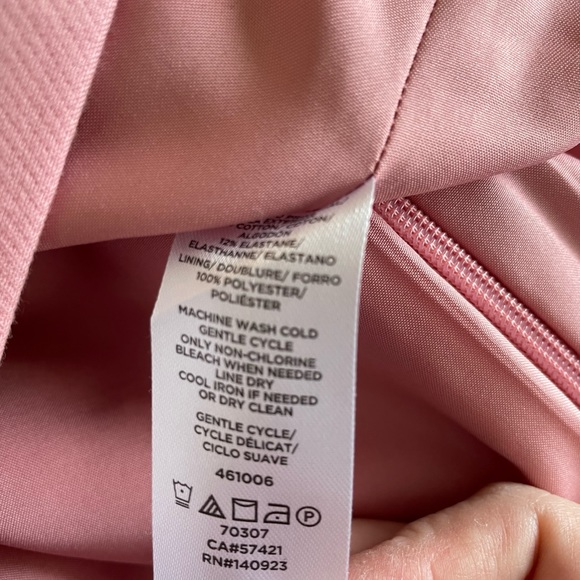 COTTON/
ALGODÓN
12% ELASTANE/
ELASTHANNE/ ELASTANO
LINING/ DOUBLURE/ FORRO
100% POLYESTER/
POLIÉSTER
MACHINE WASH COLD
GENTLE CYCLE
ONLY NON-CHLORINE
BLEACH WHEN NEEDED
LINE DRY
COOL IRON IF NEEDED
OR DRY CLEAN
GENTLE CYCLE/
CYCLE DÉLICAT/
CICLO SUAVE
461006
P
70307
CA#57421
RN#140923